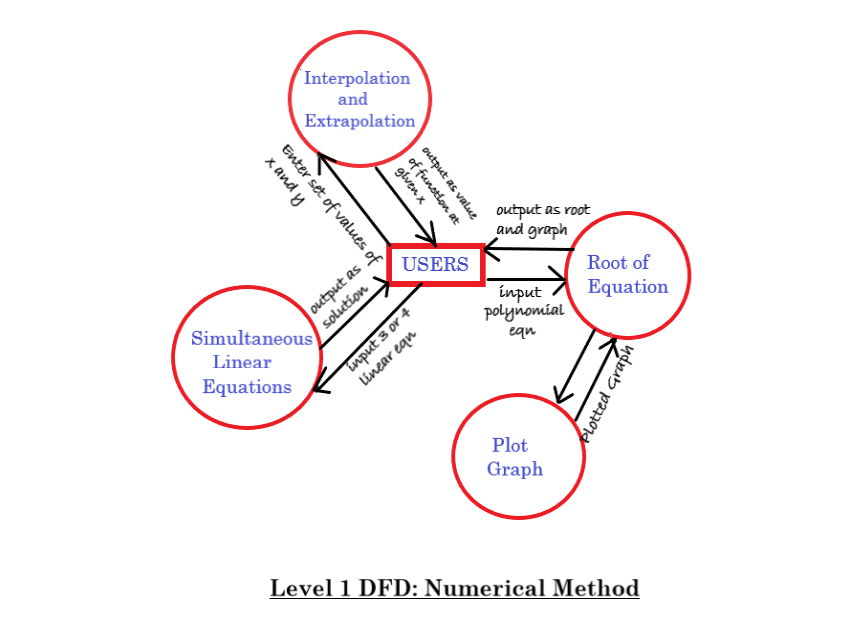 Interpolation
and
Extrapolation
Enter set of values of
x and y
output as value
of function at
given x
output as root
and graph
USERS
Root of
Equation
input
polynomial
eqn
output as
solution
input 3 or 4
linear eqn
Simultaneous
Linear
Equations
Plotted Graph
Plot
Graph
Level 1 DFD: Numerical Method